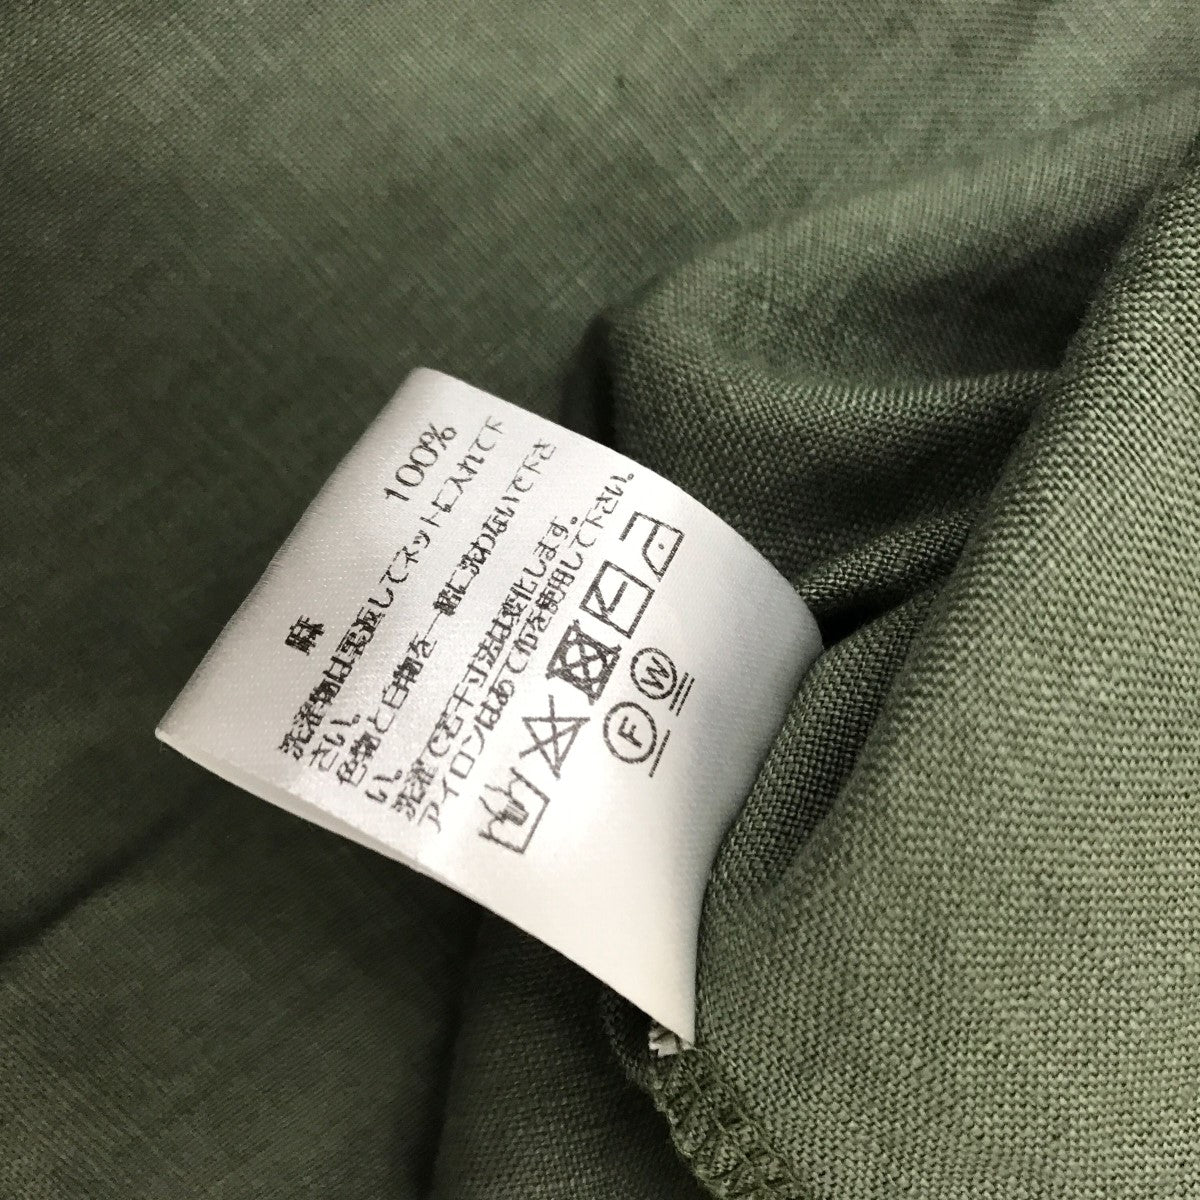 麻 100%
洗濯物は裏返してネットに入れて下
さいし
色物と白物を一緒に洗わないで下さ
い。
洗濯で若干寸法は変化します。
アイロンはあて布を使用して下さい。
F W